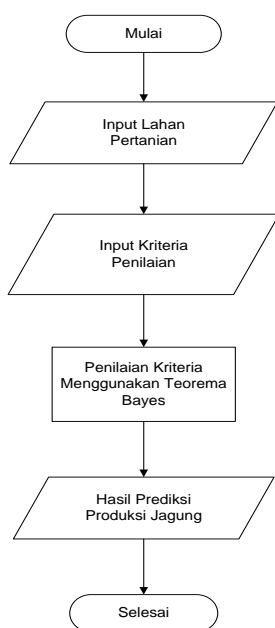 Mulai
Input Lahan
Pertanian
Input Kriteria
Penilaian
Penilaian Kriteria
Menggunakan Teorema
Bayes
Hasil Prediksi
Produksi Jagung
Selesai